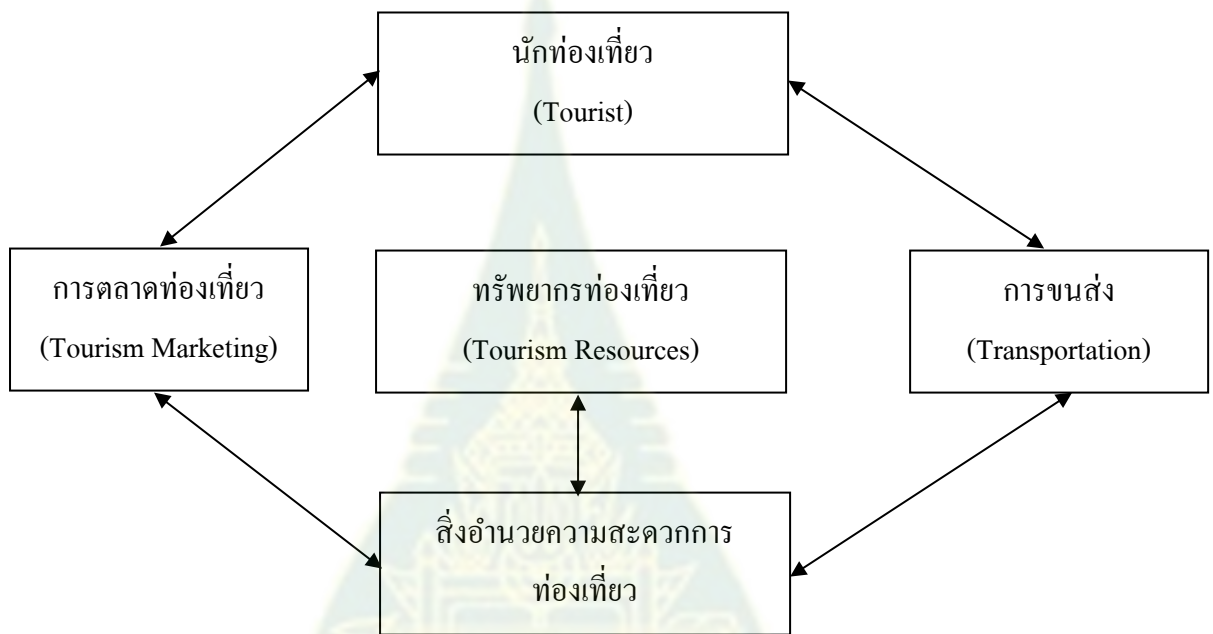 นักท่องเที่ยว
(Tourist)
การตลาดท่องเที่ยว
(Tourism Marketing)
ทรัพยากรท่องเที่ยว
(Tourism Resources)
การขนส่ง
(Transportation)
สิ่งอำนวยความสะดวกการ
ท่องเที่ยว